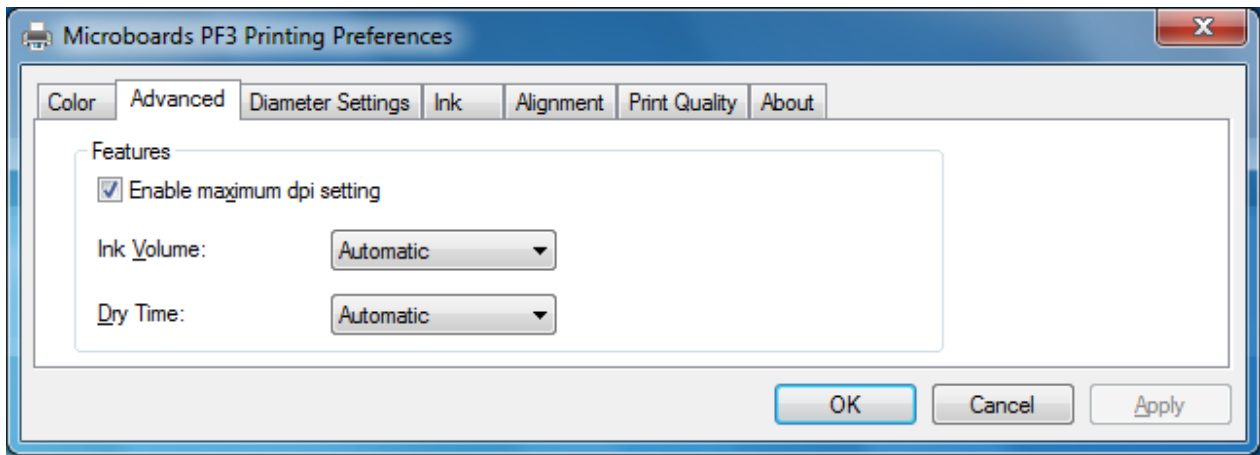 Microboards PF3 Printing Preferences
x
Color Advanced Diameter Settings Ink Alignment Print Quality About
Features
Enable maximum dpi setting
Ink Volume: Automatic
Dry Time: Automatic
OK Cancel Apply